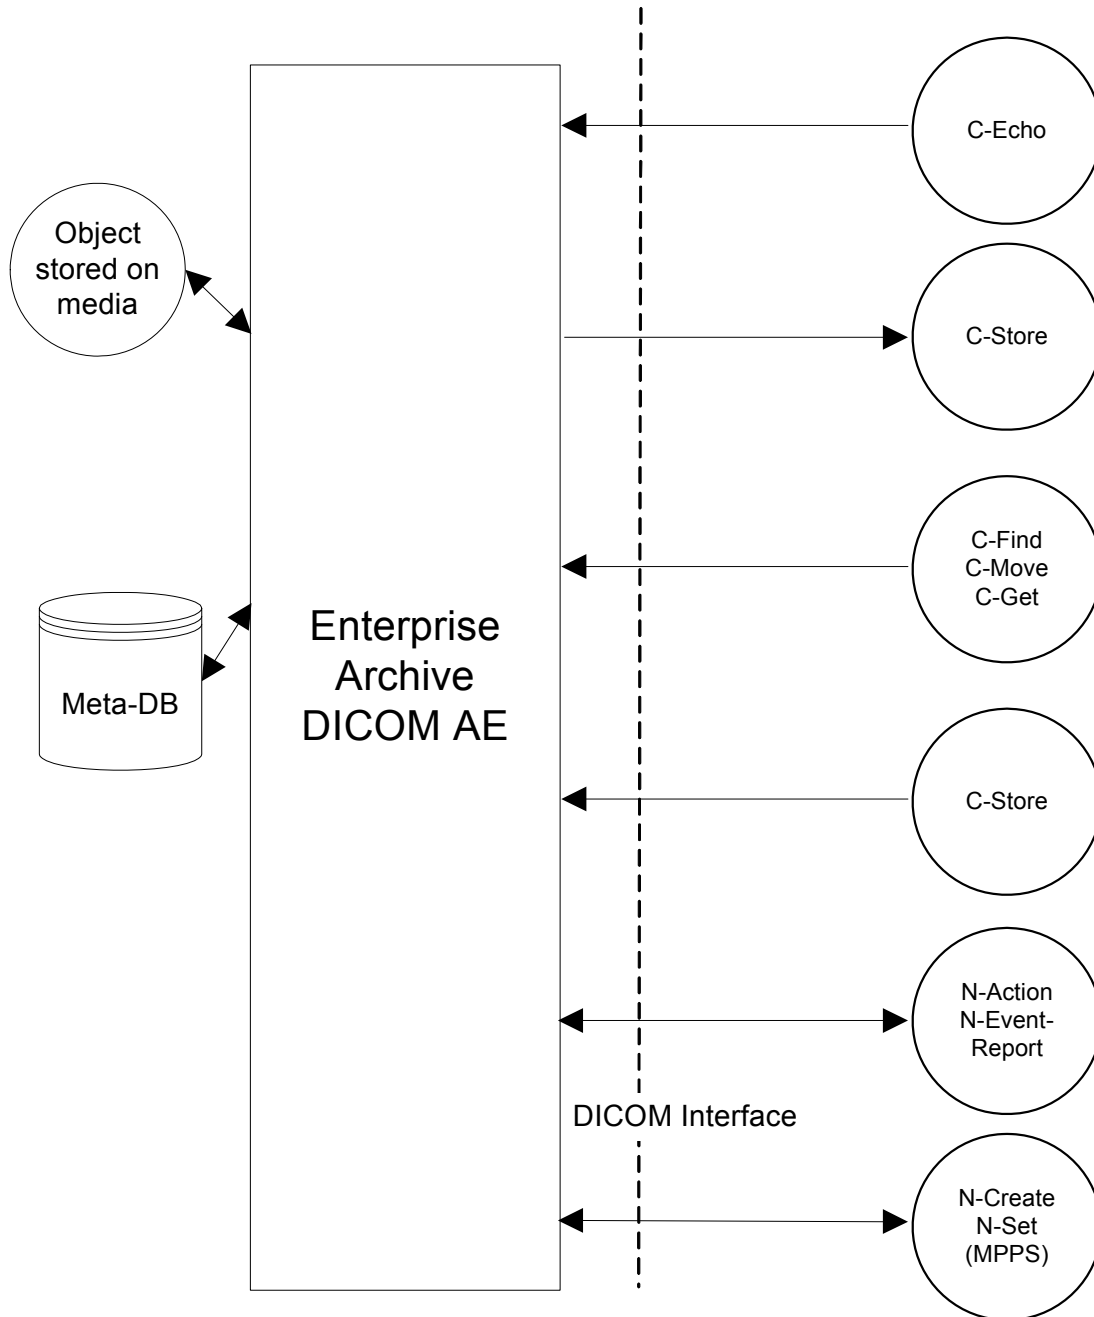 C-Echo
Object
stored on
media
C-Store
C-Find
C-Move
C-Get
Enterprise
Archive
DICOM AE
Meta-DB
C-Store
N-Action
N-Event-
Report
DICOM Interface
N-Create
N-Set
(MPPS)